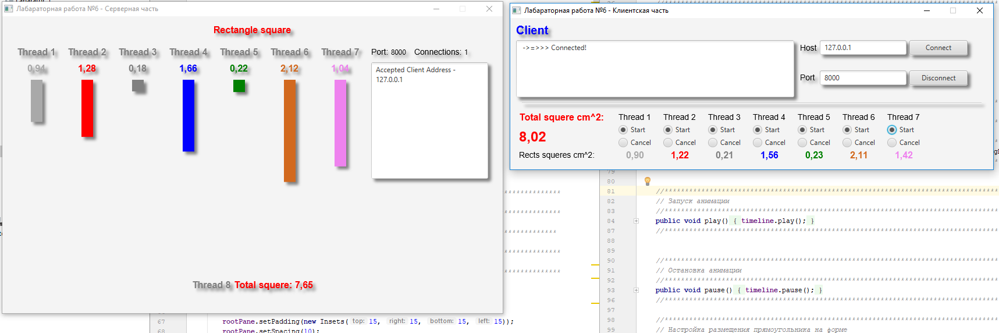 Лабараторная работа №6 - Серверная часть
Rectangle square
Thread 1 Thread 2 Thread 3 Thread 4 Thread 5 Thread 6 Thread 7
0,94 1,28 0,18 1,66 0,22 2,12 1,04
Port: 8000 Connections: 1
Accepted Client Address -
127.0.0.1
Thread 8 Total squere: 7,65
Лабараторная работа №6 - Клиентская часть
Client
->=>>> Connected!
Host 127.0.0.1 Connect
Port 8000 Disconnect
Total squere cm^2:
8,02
Thread 1 Thread 2 Thread 3 Thread 4 Thread 5 Thread 6 Thread 7
Start Start Start Start Start Start Start
Cancel Cancel Cancel Cancel Cancel Cancel Cancel
Rects squeres cm^2: 0,90 1,22 0,21 1,56 0,23 2,11 1,42
79
80
81
82 // Запуск анимации
83
84 public void play() { timeline.play(); }
87
88
89
90
91 // Остановка анимации
92
93 public void pause() { timeline.pause(); }
96
97
98
99 // Настройка размещения прямоугольника на форме
67 rootPane.setPadding(new Insets( top: 15, right: 15, bottom: 15, left: 15));
68 rootPane.setSpacing(10);